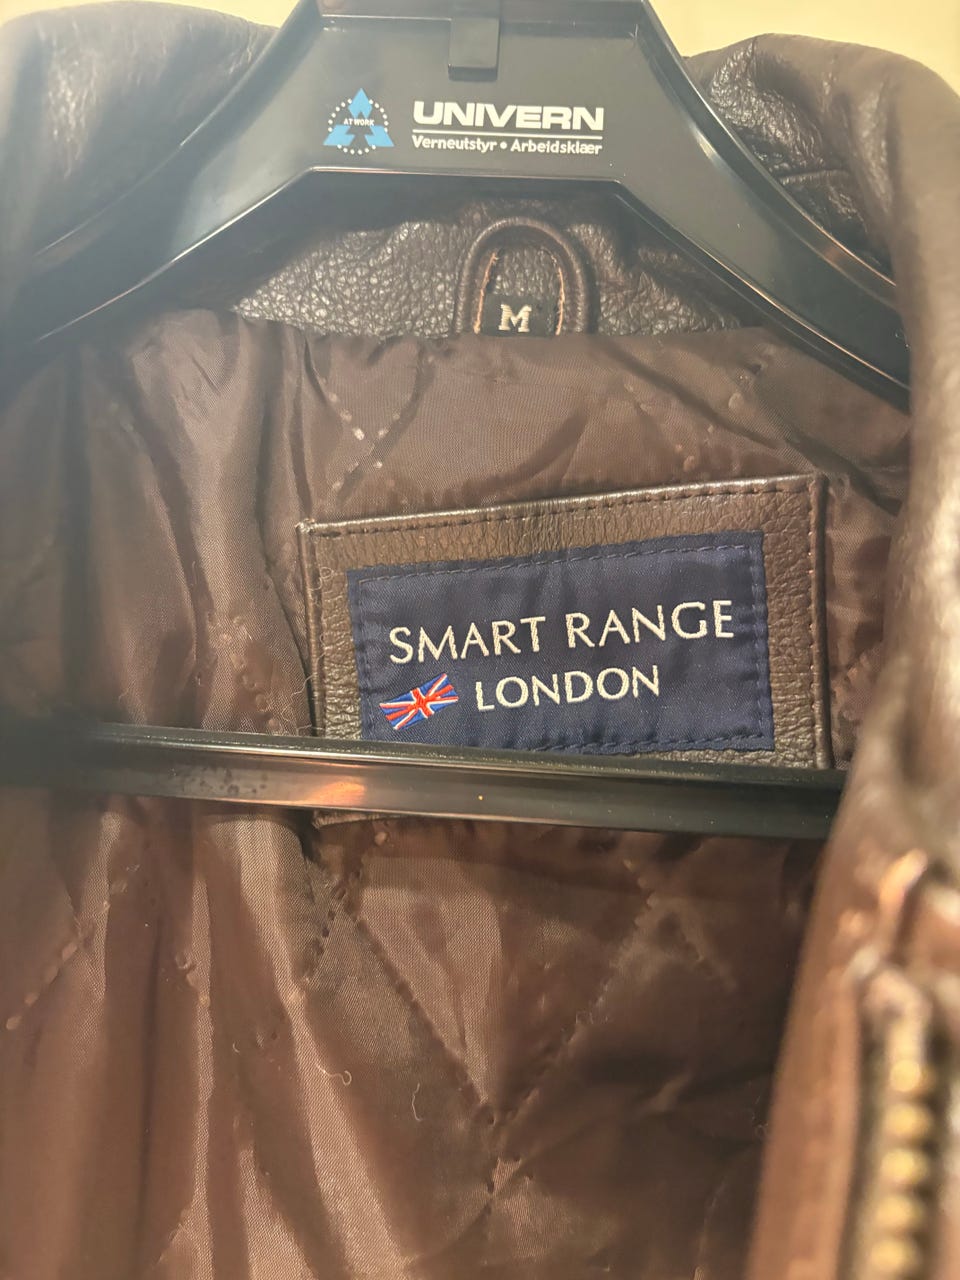 AT WORK
UNIVERN
Verneutstyr • Arbeidsklær
M
SMART RANGE
LONDON